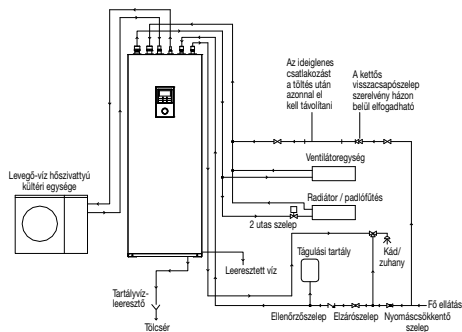 Az ideiglenes
csatlakozást
a töltés után
azonnal el
kell távolítani
A kettős
visszacsapószelep
szerelvény házon
belül elfogadható
Ventilátoregység
Levegő-víz hőszivattyú
kültéri egysége
Radiátor / padlófűtés
2 utas szelep
Tágulási tartály
Kád/
zuhany
Leeresztett víz
Tartályvíz-
leeresztő
Tölcsér
Ellenőrzőszelep
Elzárószelep
Nyomáscsökkentő
szelep
Fő ellátás